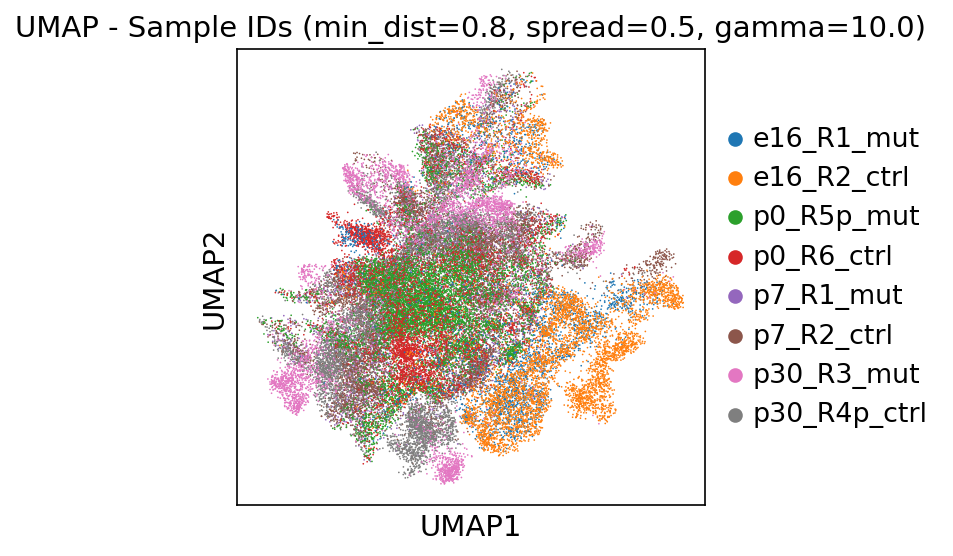 UMAP - Sample IDs (min_dist=0.8, spread=0.5, gamma=10.0)
UMAP2
e16_R1_mut
e16_R2_ctrl
p0_R5p_mut
p0_R6_ctrl
p7_R1_mut
p7_R2_ctrl
p30_R3_mut
p30_R4p_ctrl
UMAP1